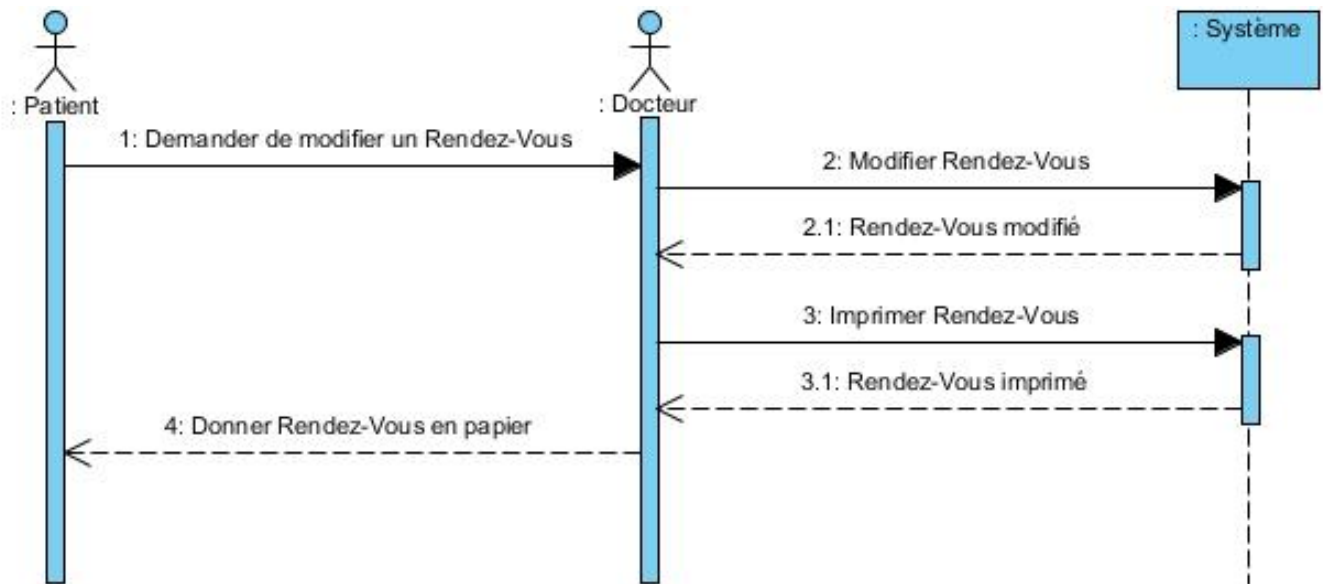 : Patient
: Docteur
: Système
1: Demander de modifier un Rendez-Vous
2: Modifier Rendez-Vous
2.1: Rendez-Vous modifié
3: Imprimer Rendez-Vous
3.1: Rendez-Vous imprimé
4: Donner Rendez-Vous en papier